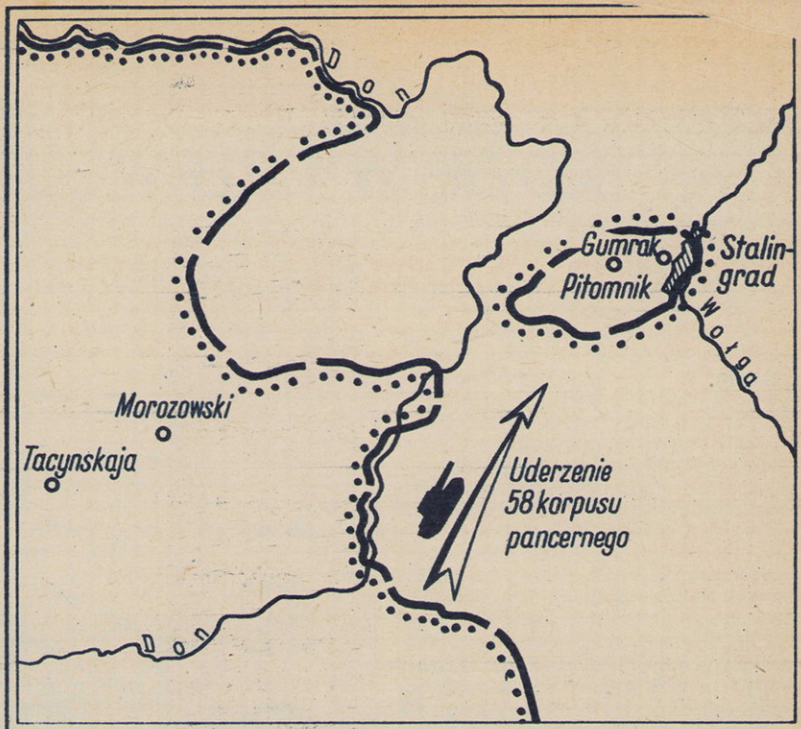 Don
Gumrak
Pitomnik
Stalin-
grad
Wołga
Morozowski
Tacynskaja
Uderzenie
58 korpusu
pancernego
Don